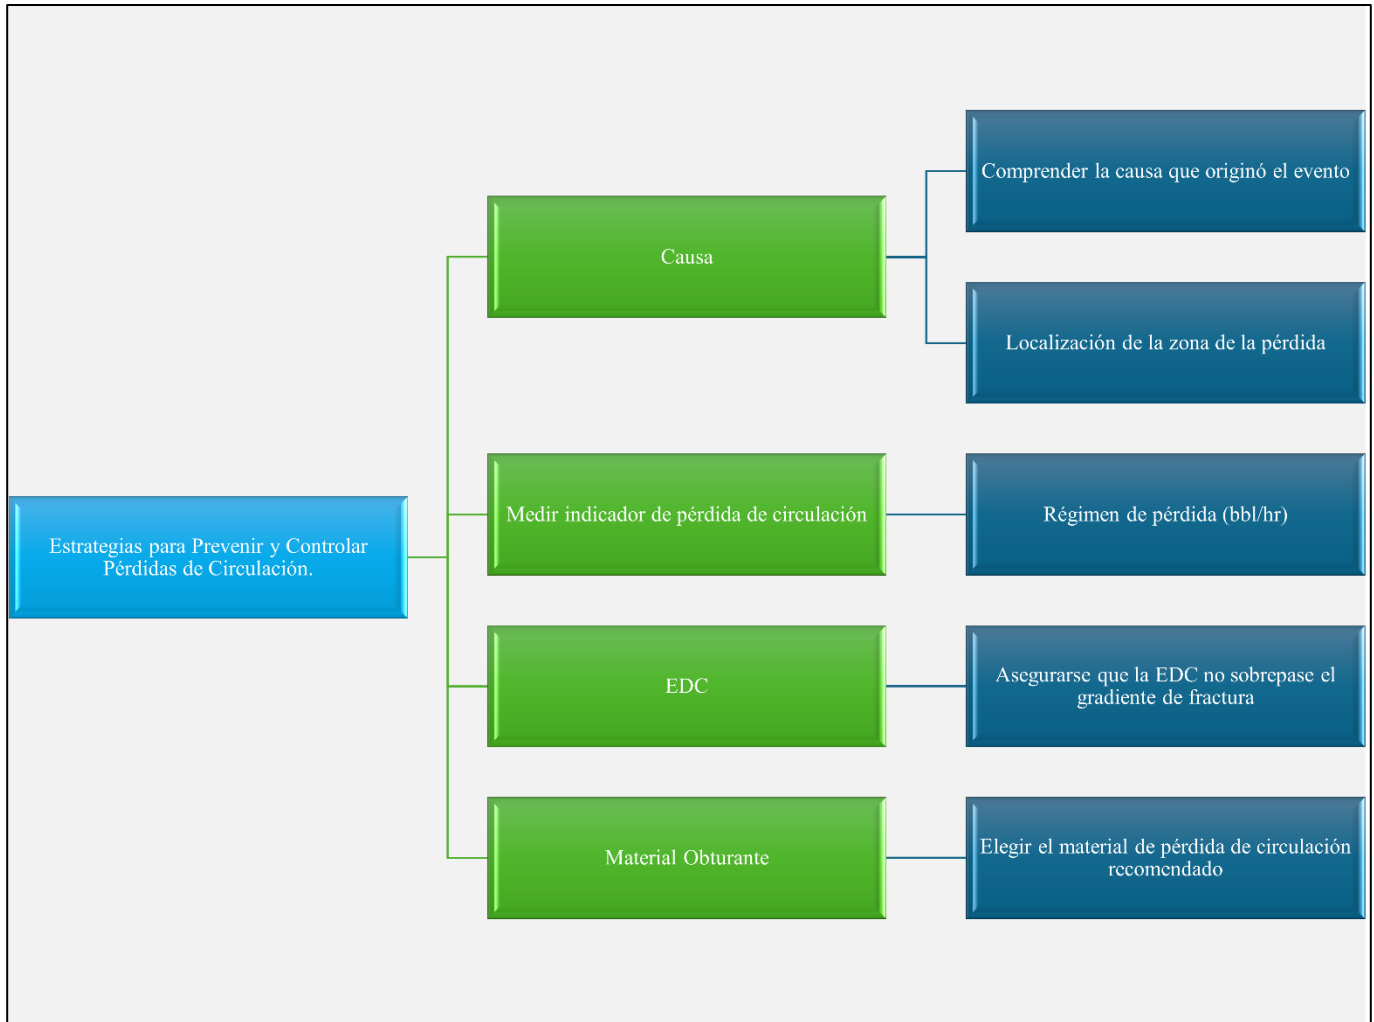 Estrategias para Prevenir y Controlar
Pérdidas de Circulación.
Causa
Comprender la causa que originó el evento
Localización de la zona de la pérdida
Medir indicador de pérdida de circulación
Régimen de pérdida (bbl/hr)
EDC
Asegurarse que la EDC no sobrepase el
gradiente de fractura
Material Obturante
Elegir el material de pérdida de circulación
recomendado